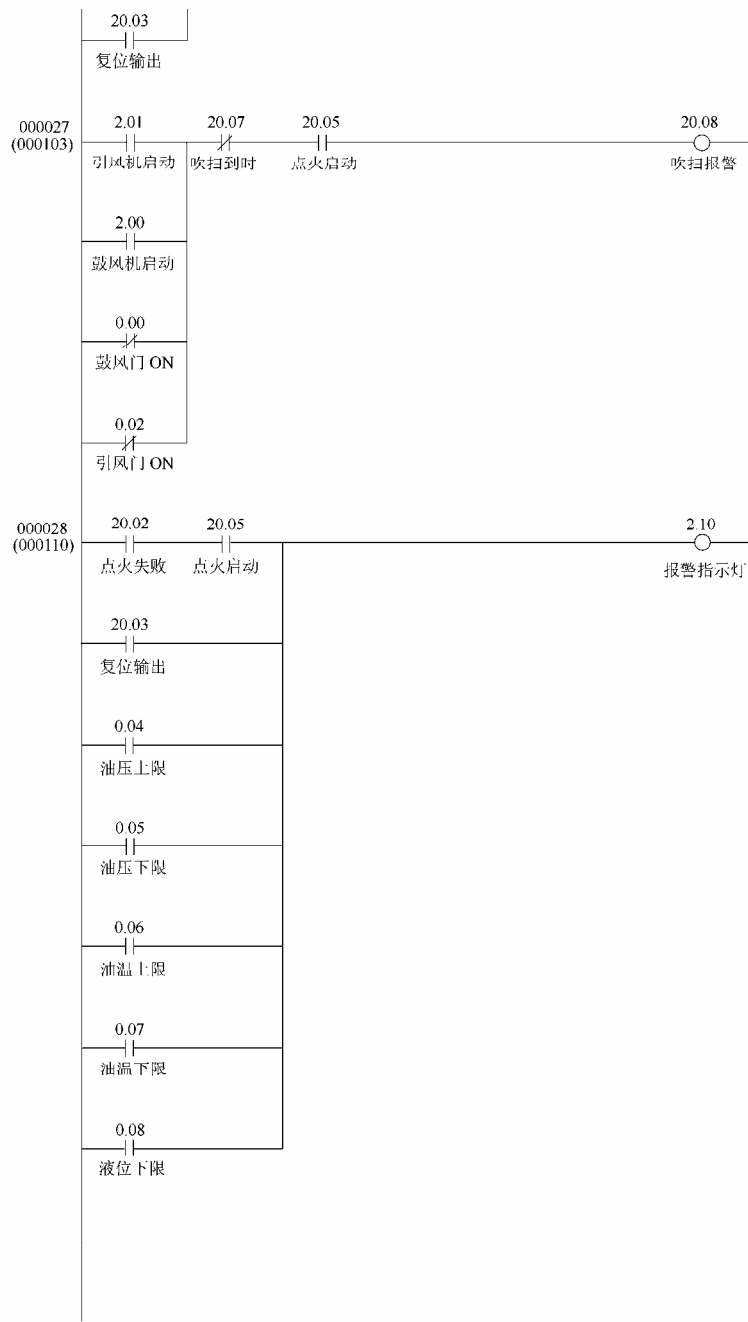 20.03
复位输出
000027 2.01 20.07 20.05 20.08
(000103)
引风机启动 吹扫到时 点火启动 吹扫报警
2.00
鼓风机启动
0.00
鼓风门 ON
0.02
引风门 ON
000028 20.02 20.05 2.10
(000110)
点火失败 点火启动 报警指示灯
20.03
复位输出
0.04
油压上限
0.05
油压下限
0.06
油温上限
0.07
油温下限
0.08
液位下限